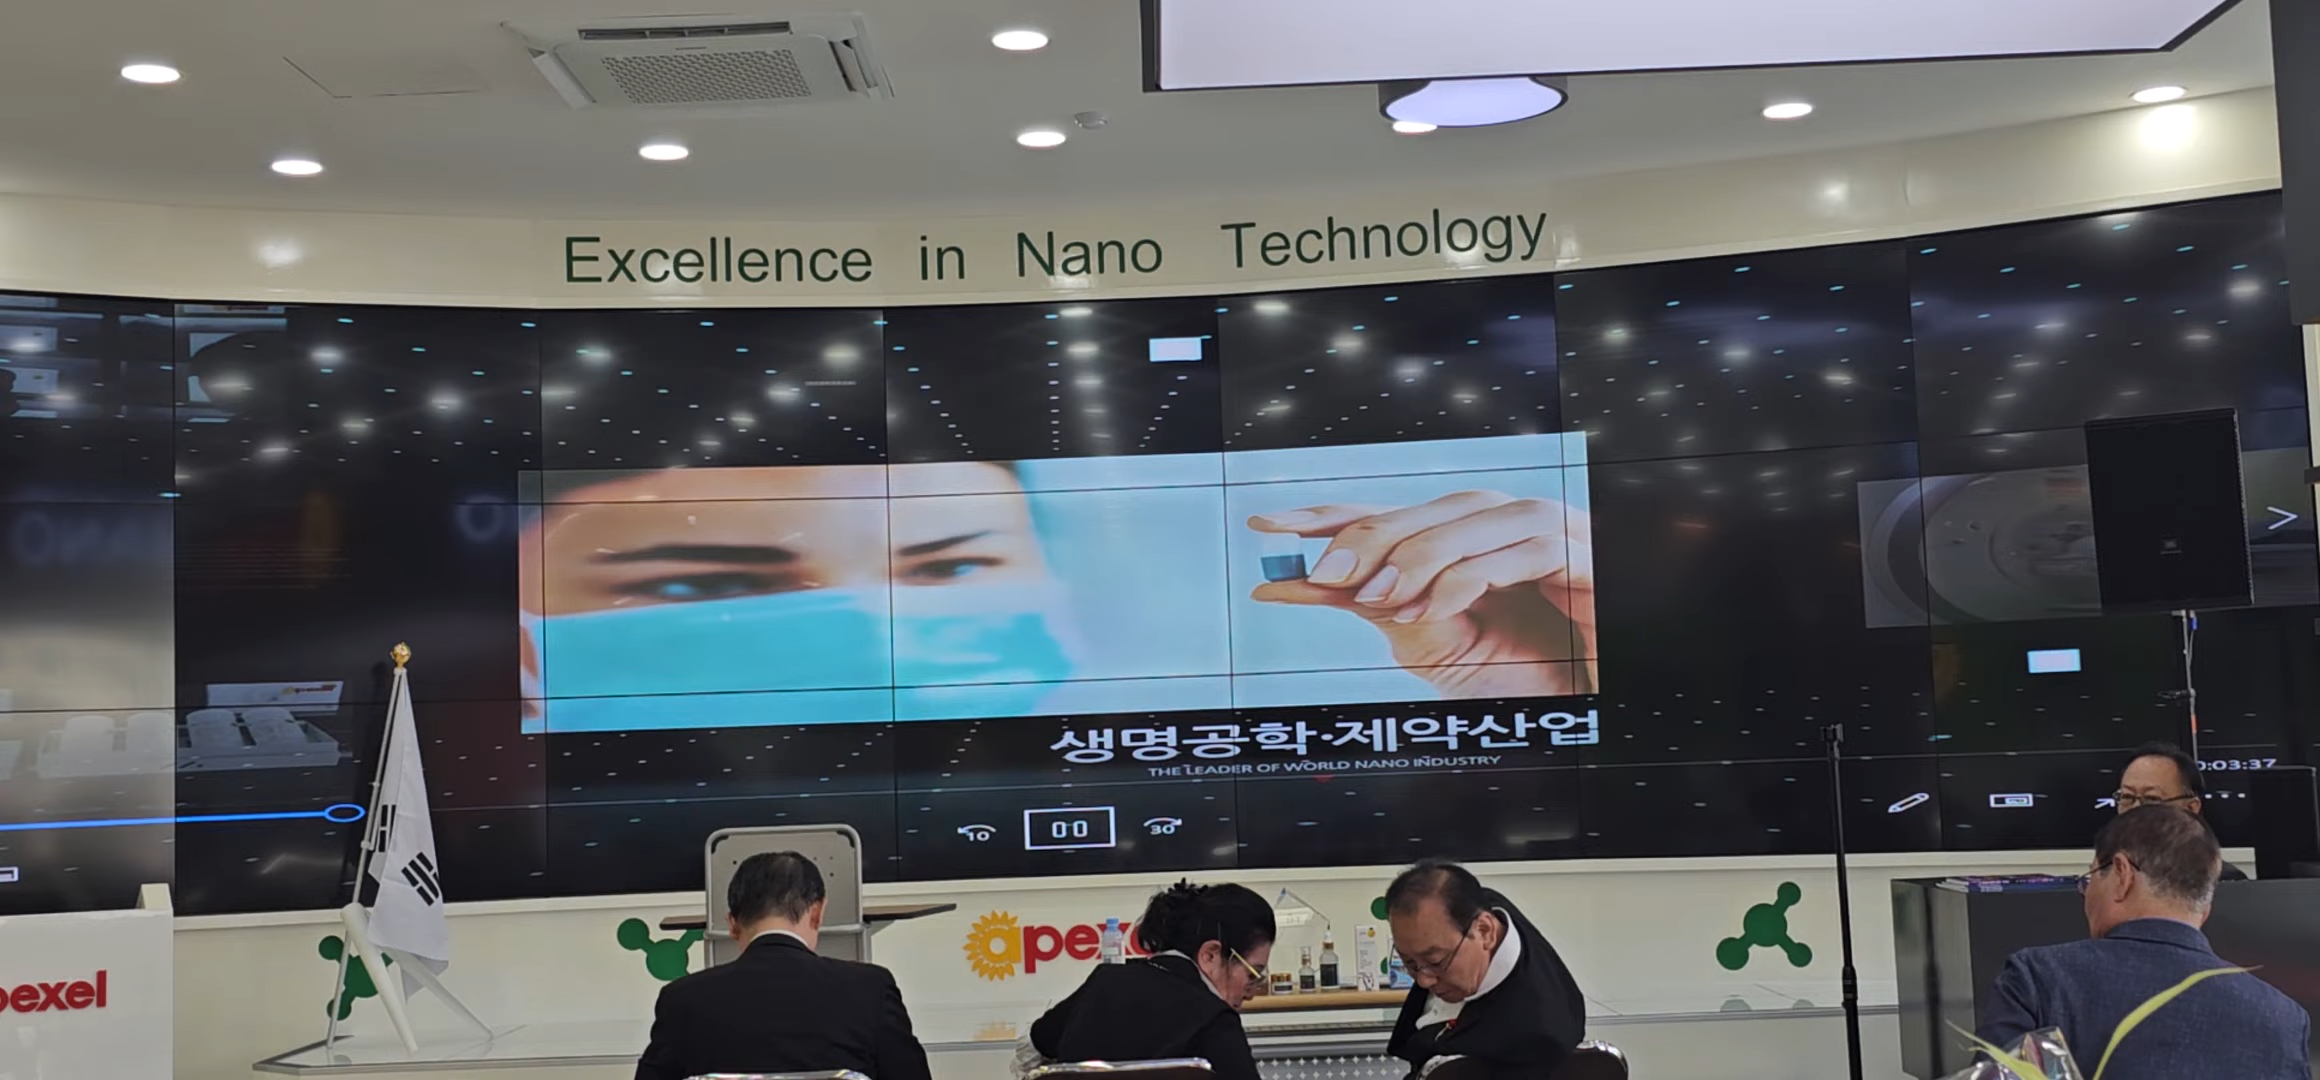 Excellence in Nano Technology
생명공학·제약산업
THE LEADER OF WORLD NANO INDUSTRY
0:03:37
10
30
apexel
pexel